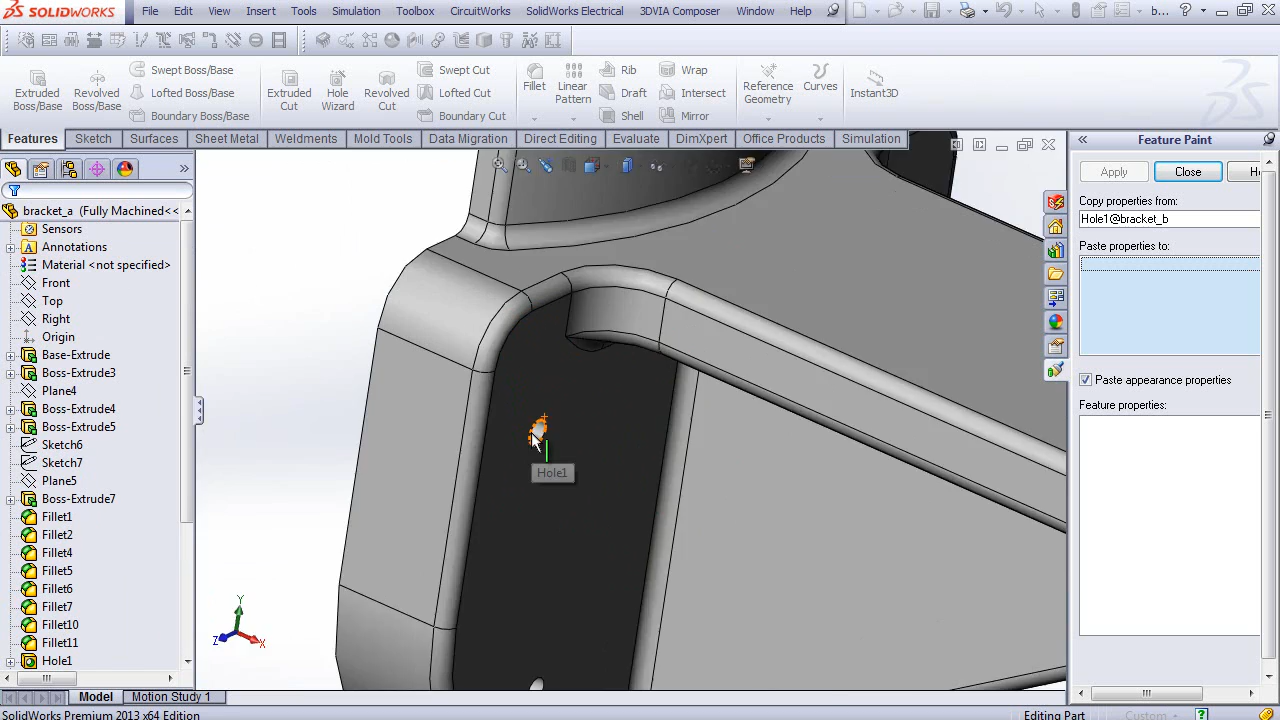 SOLIDWORKS File Edit View Insert Tools Simulation Toolbox CircuitWorks SolidWorks Electrical 3DVIA Composer Window Help b... ?
Extruded Boss/Base
Revolved Boss/Base
Swept Boss/Base
Lofted Boss/Base
Boundary Boss/Base
Extruded Cut
Hole Wizard
Revolved Cut
Swept Cut
Lofted Cut
Boundary Cut
Fillet
Linear Pattern
Rib
Draft
Shell
Wrap
Intersect
Mirror
Reference Geometry
Curves
Instant3D
Features Sketch Surfaces Sheet Metal Weldments Mold Tools Data Migration Direct Editing Evaluate DimXpert Office Products Simulation
bracket_a (Fully Machined<<
Sensors
Annotations
Material <not specified>
Front
Top
Right
Origin
Base-Extrude
Boss-Extrude3
Plane4
Boss-Extrude4
Boss-Extrude5
Sketch6
Sketch7
Plane5
Boss-Extrude7
Fillet1
Fillet2
Fillet4
Fillet5
Fillet6
Fillet7
Fillet10
Fillet11
Hole1
Hole1
Y
Z
X
Feature Paint
Apply Close He
Copy properties from:
Hole1@bracket_b
Paste properties to:
Paste appearance properties
Feature properties:
Model Motion Study 1
SolidWorks Premium 2013 x64 Edition Editing Part Custom ?